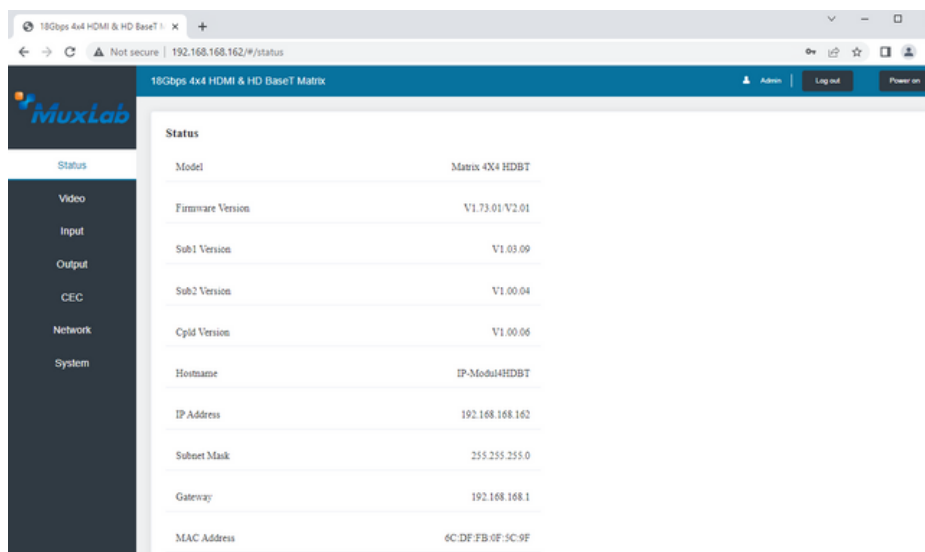 18Gbps 4x4 HDMI & HD BaseT
Not secure | 192.168.168.162/#/status
MuxLab
18Gbps 4x4 HDMI & HD BaseT Matrix
Admin
Log out
Power on
Status
Video
Input
Output
CEC
Network
System
Status
Model Matrix 4X4 HDBT
Firmware Version V1.73.01/V2.01
Sub1 Version V1.03.09
Sub2 Version V1.00.04
Cpld Version V1.00.06
Hostname IP-Modul4HDBT
IP Address 192.168.168.162
Subnet Mask 255.255.255.0
Gateway 192.168.168.1
MAC Address 6C:DF:FB:0F:5C:9F